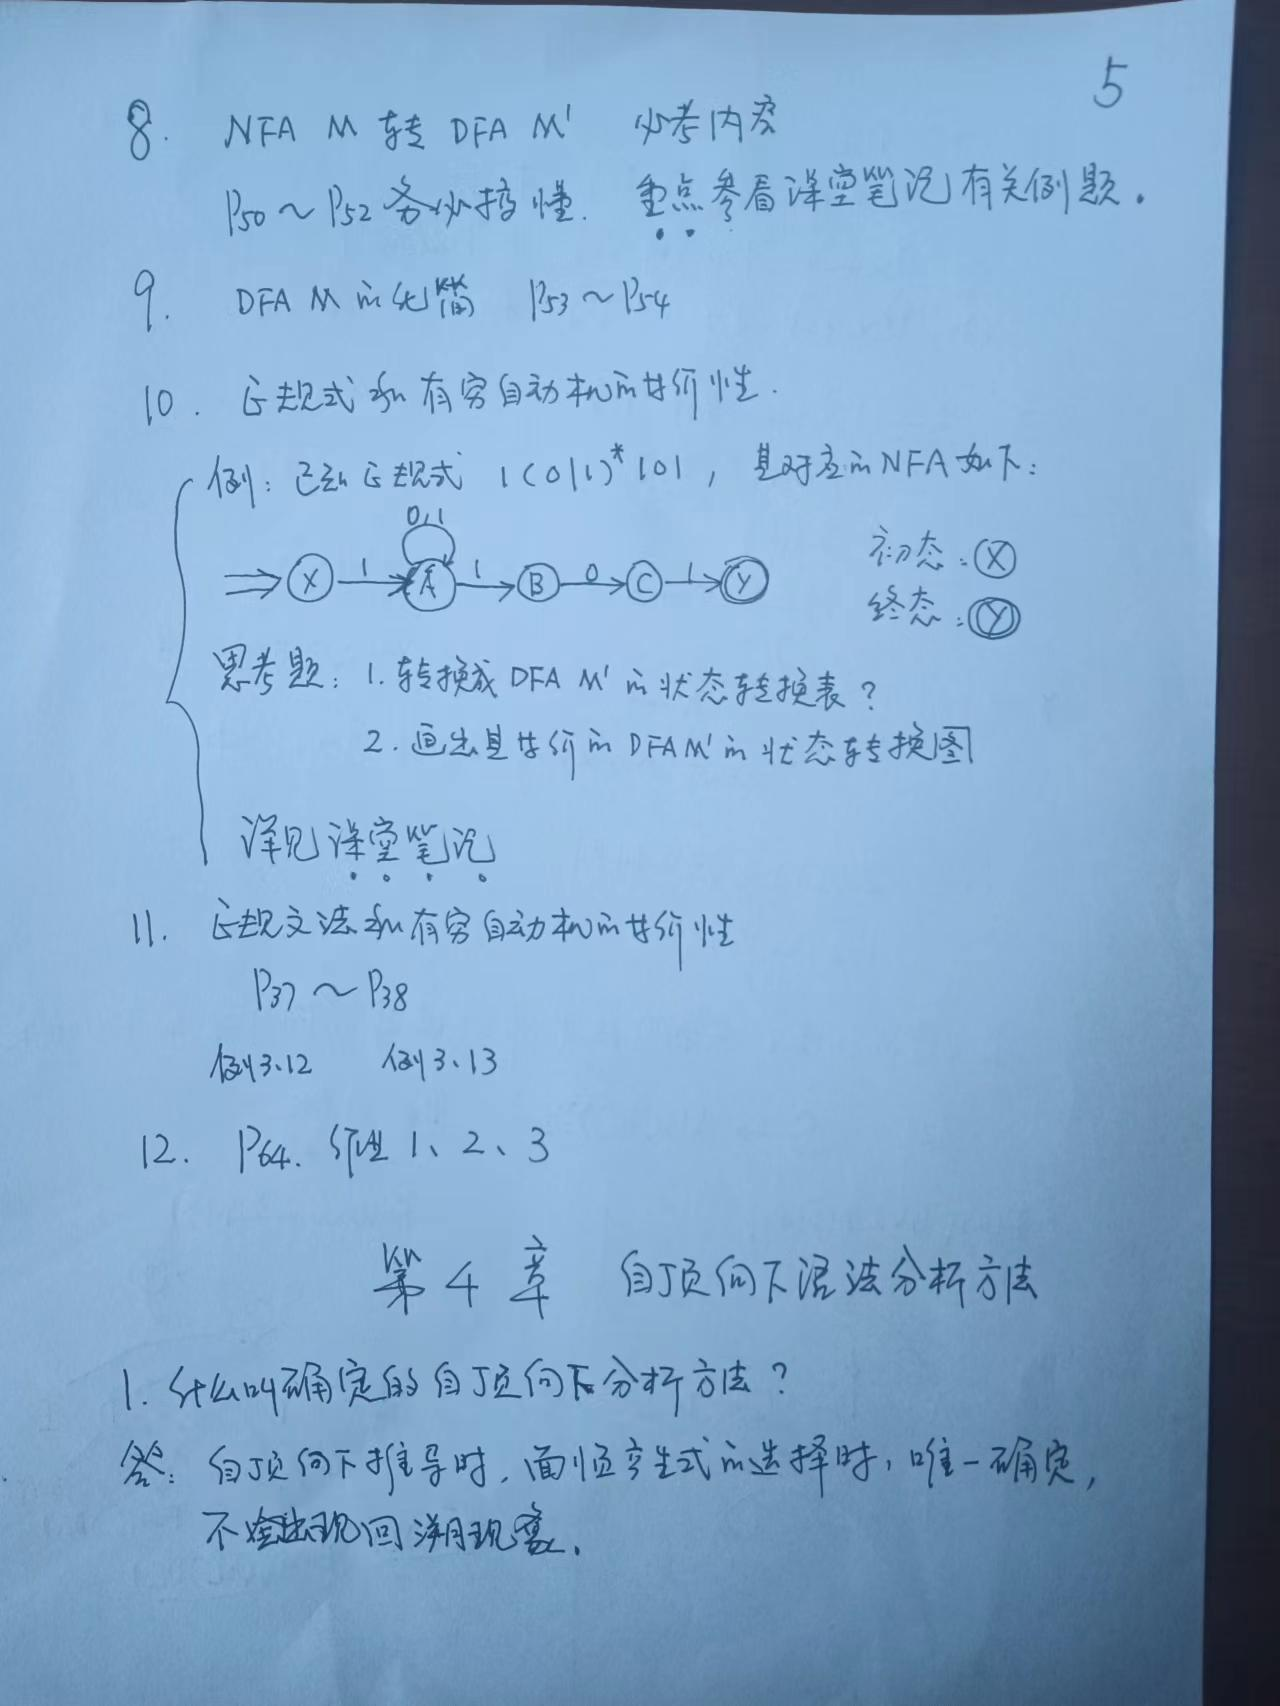 5
8. NFA M 转 DFA M' 必考内容
P50～P52 务必搞懂. 重点参看课堂笔记有关例题.
9. DFA M 的化简 P53～P54
10. 正规式和有穷自动机的等价性.
例: 已知正规式 1(0|1)*101, 其对应的NFA如下:
0,1
X 1 A 1 B 0 C 1 Y
初态: X
终态: Y
思考题: 1. 转换成 DFA M' 的状态转换表?
2. 画出其等价的 DFA M' 的状态转换图
详见课堂笔记
11. 正规文法和有穷自动机的等价性
P37～P38
例3.12 例3.13
12. P64. 作业 1、2、3
第4章 自顶向下语法分析方法
1. 什么叫确定的自顶向下分析方法?
答: 自顶向下推导时, 面临产生式的选择时, 唯一确定,
不会出现回溯现象.